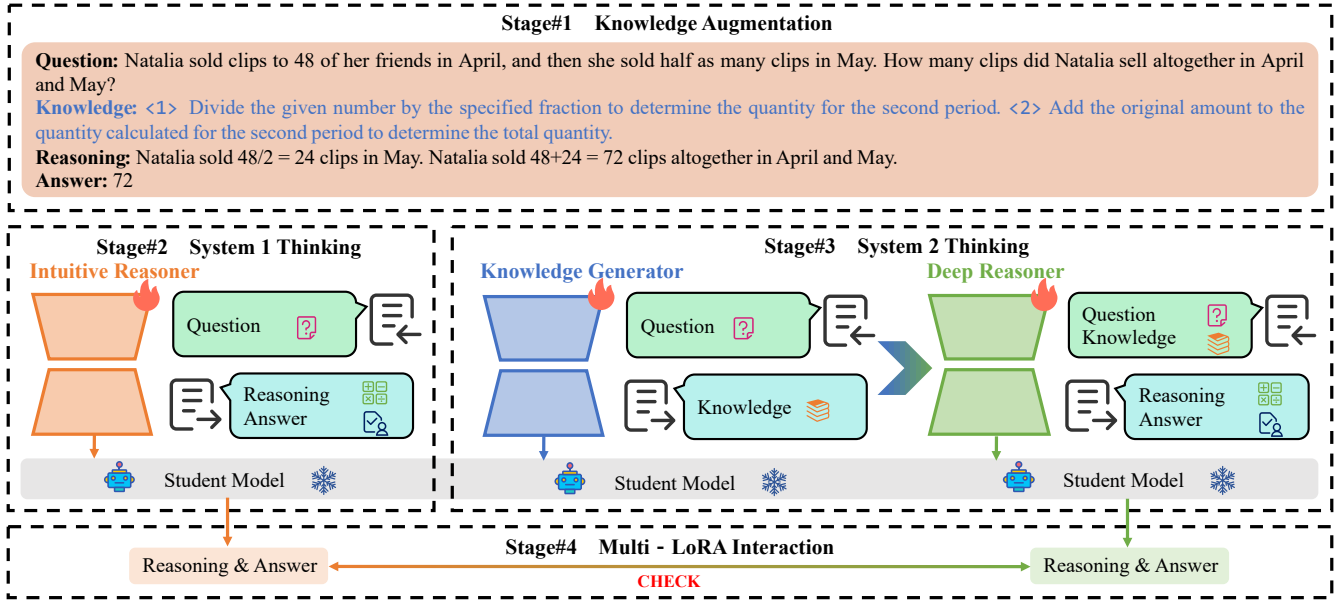 Stage#1 Knowledge Augmentation
Question: Natalia sold clips to 48 of her friends in April, and then she sold half as many clips in May. How many clips did Natalia sell altogether in April
and May?
Knowledge: <1> Divide the given number by the specified fraction to determine the quantity for the second period. <2> Add the original amount to the
quantity calculated for the second period to determine the total quantity.
Reasoning: Natalia sold 48/2 = 24 clips in May. Natalia sold 48+24 = 72 clips altogether in April and May.
Answer: 72
Stage#2 System 1 Thinking
Intuitive Reasoner
Question
Reasoning
Answer
Student Model
Stage#3 System 2 Thinking
Knowledge Generator
Question
Knowledge
Student Model
Deep Reasoner
Question
Knowledge
Reasoning
Answer
Student Model
Stage#4 Multi - LoRA Interaction
Reasoning & Answer
CHECK
Reasoning & Answer